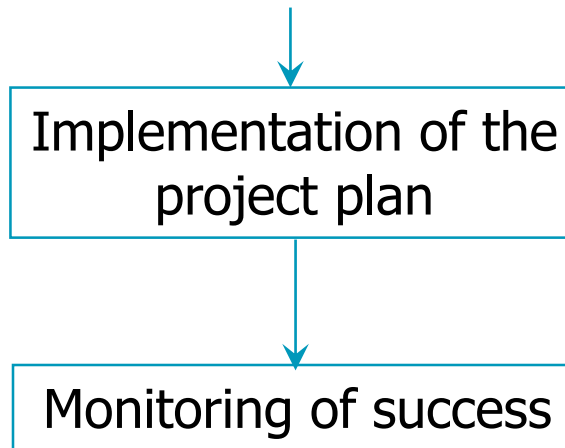 Implementation of the
project plan
Monitoring of success